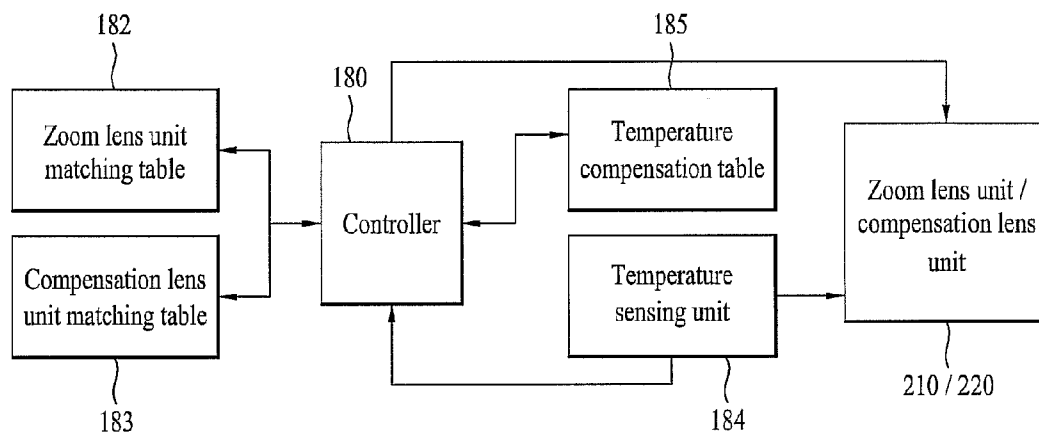 182
Zoom lens unit
matching table
180
Controller
185
Temperature
compensation table
Zoom lens unit /
compensation lens
unit
210 / 220
Compensation lens
unit matching table
183
Temperature
sensing unit
184